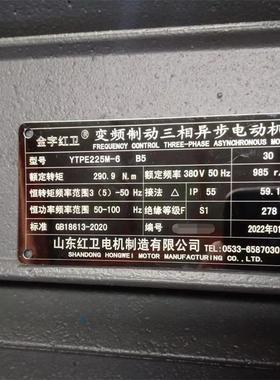 金字红卫® 变频制动三相异步电动机
FREQUENCY CONTROL THREE-PHASE ASYNCHRONOUS
型号 YTPE225M-6 B5 30
额定转矩 290.9 N.m 额定频率 380V 50 Hz 985 r
恒转矩频率范围 3(5)-50 Hz 接法 △ IP 55 59.1
恒功率频率范围 50-100 Hz 绝缘等级F S1 278
标准 GB18613-2020 编号 2022年01
山东红卫电机制造有限公司 TEL:0533-6587030
SHANDONG HONGWEI MOTOR MANUFACTURING CO.,LTD.